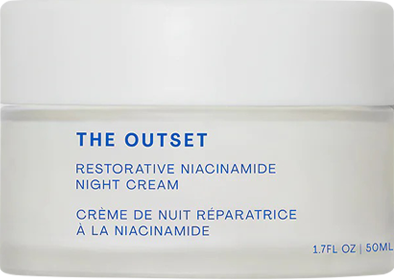 THE OUTSET
RESTORATIVE NIACINAMIDE
NIGHT CREAM
CRÈME DE NUIT RÉPARATRICE
À LA NIACINAMIDE
1.7FL OZ | 50ML